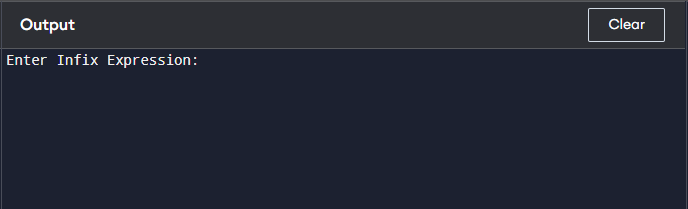 Output
Clear
Enter Infix Expression: